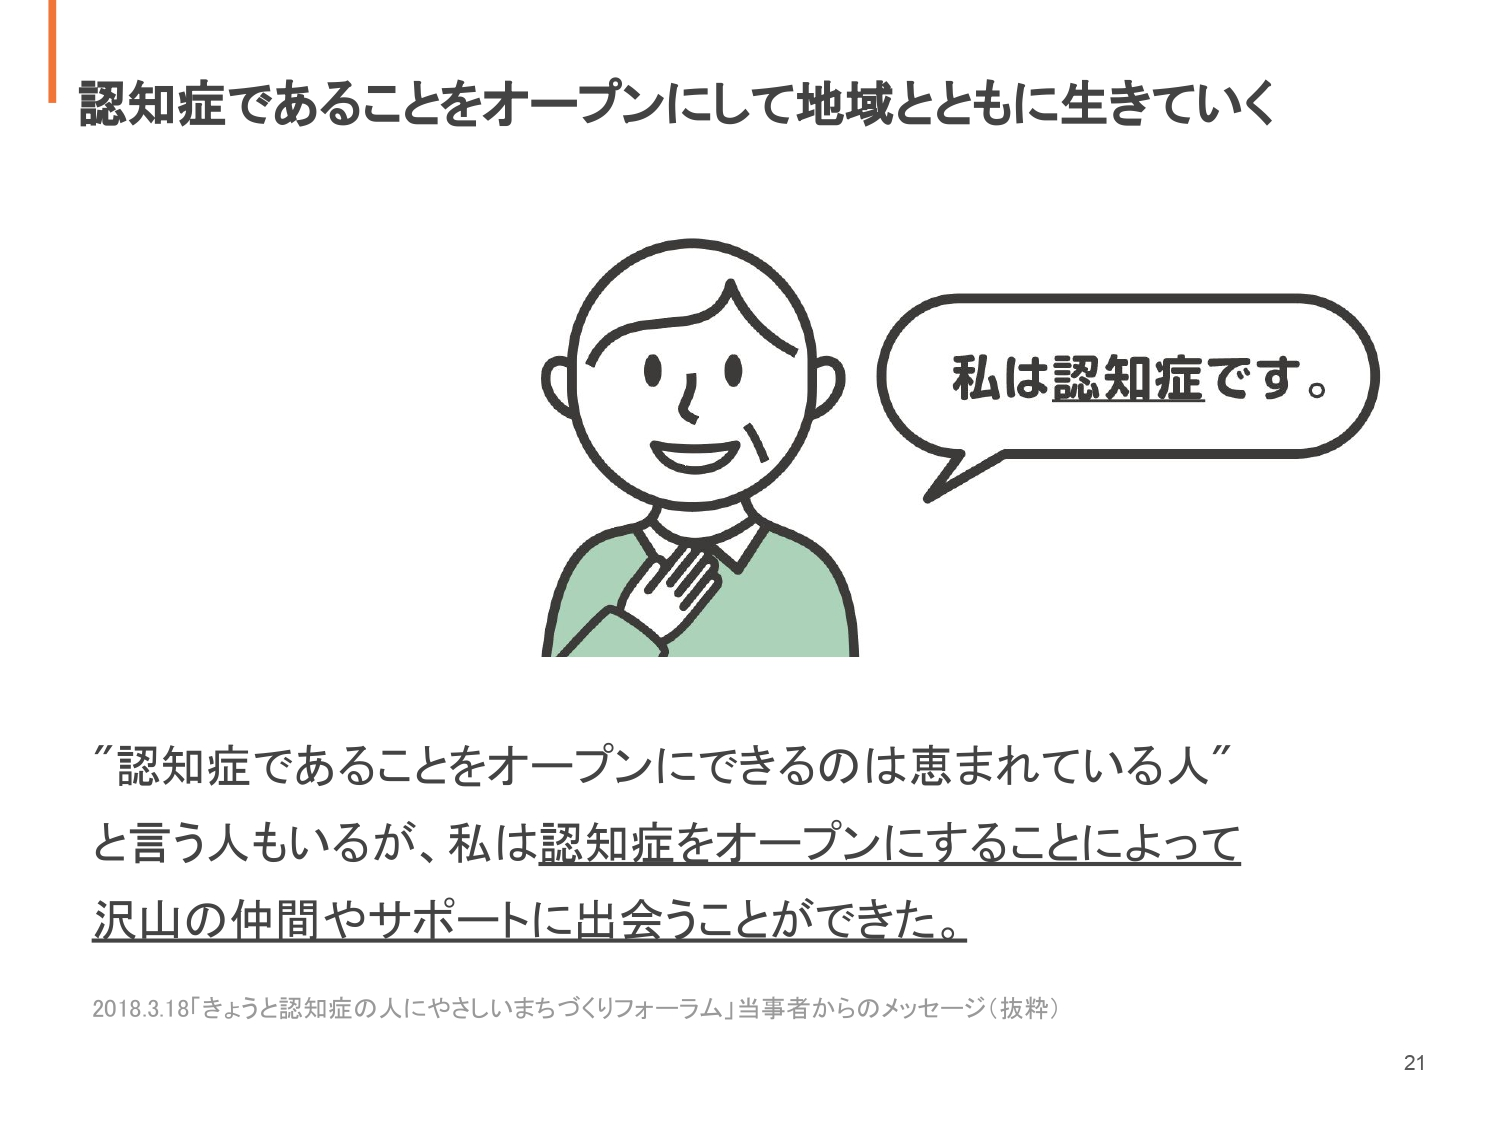 認知症であることをオープンにして地域とともに生きていく
私は認知症です。
″認知症であることをオープンにできるのは恵まれている人″
と言う人もいるが、私は認知症をオープンにすることによって
沢山の仲間やサポートに出会うことができた。
2018.3.18｢きょうと認知症の人にやさしいまちづくりフォーラム｣当事者からのメッセージ（抜粋）
21